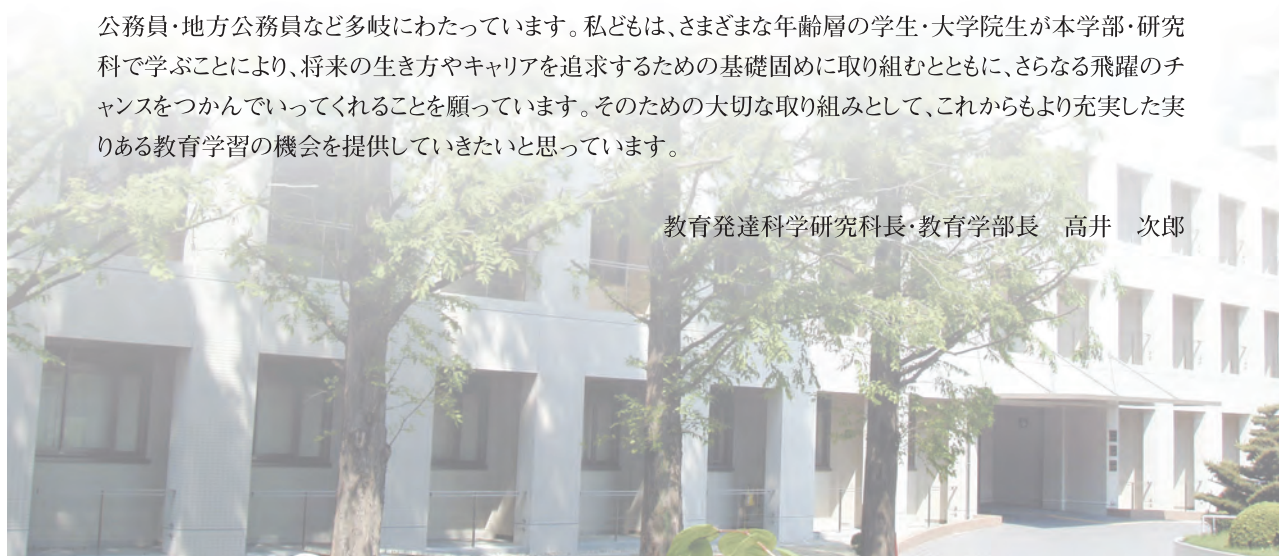 公務員・地方公務員など多岐にわたっています。私どもは、さまざまな年齢層の学生・大学院生が本学部・研究
科で学ぶことにより、将来の生き方やキャリアを追求するための基礎固めに取り組むとともに、さらなる飛躍のチ
ャンスをつかんでいってくれることを願っています。そのための大切な取り組みとして、これからもより充実した実
りある教育学習の機会を提供していきたいと思っています。
教育発達科学研究科長・教育学部長　高井　次郎